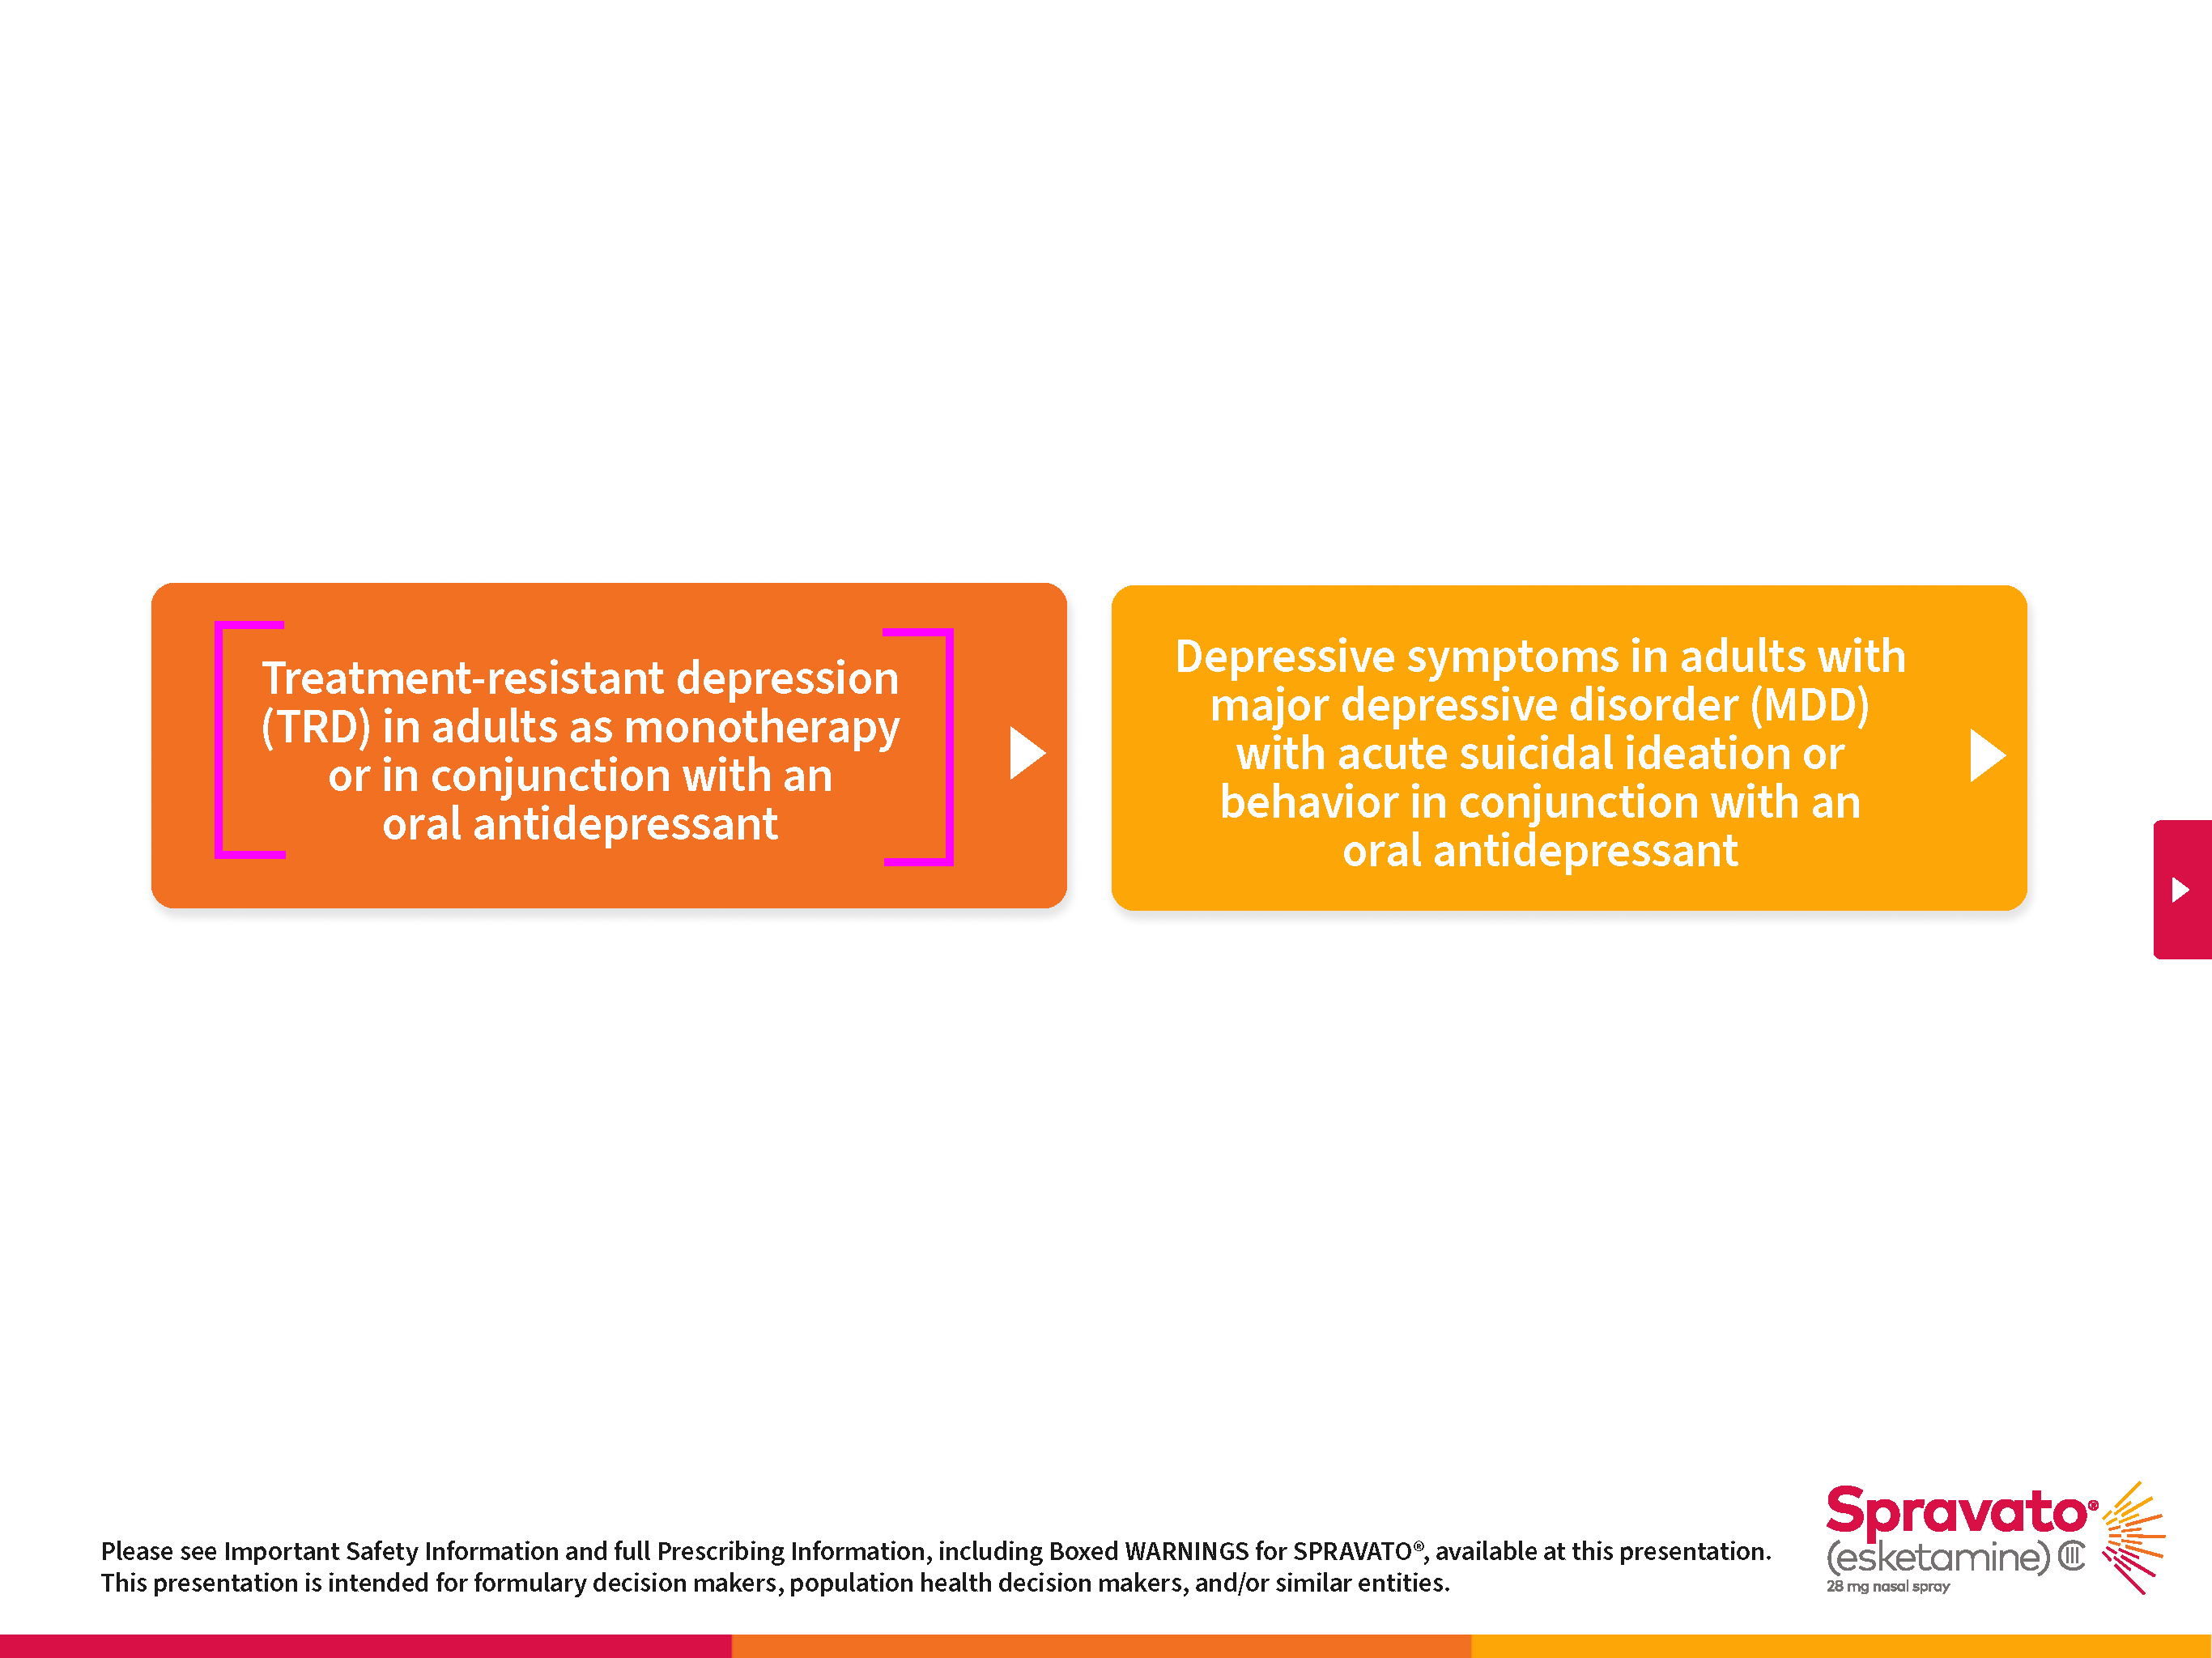 Treatment-resistant depression
(TRD) in adults as monotherapy
or in conjunction with an
oral antidepressant
Depressive symptoms in adults with
major depressive disorder (MDD)
with acute suicidal ideation or
behavior in conjunction with an
oral antidepressant
Please see Important Safety Information and full Prescribing Information, including Boxed WARNINGS for SPRAVATO®, available at this presentation.
This presentation is intended for formulary decision makers, population health decision makers, and/or similar entities.
Spravato®
(esketamine) CIII
28 mg nasal spray